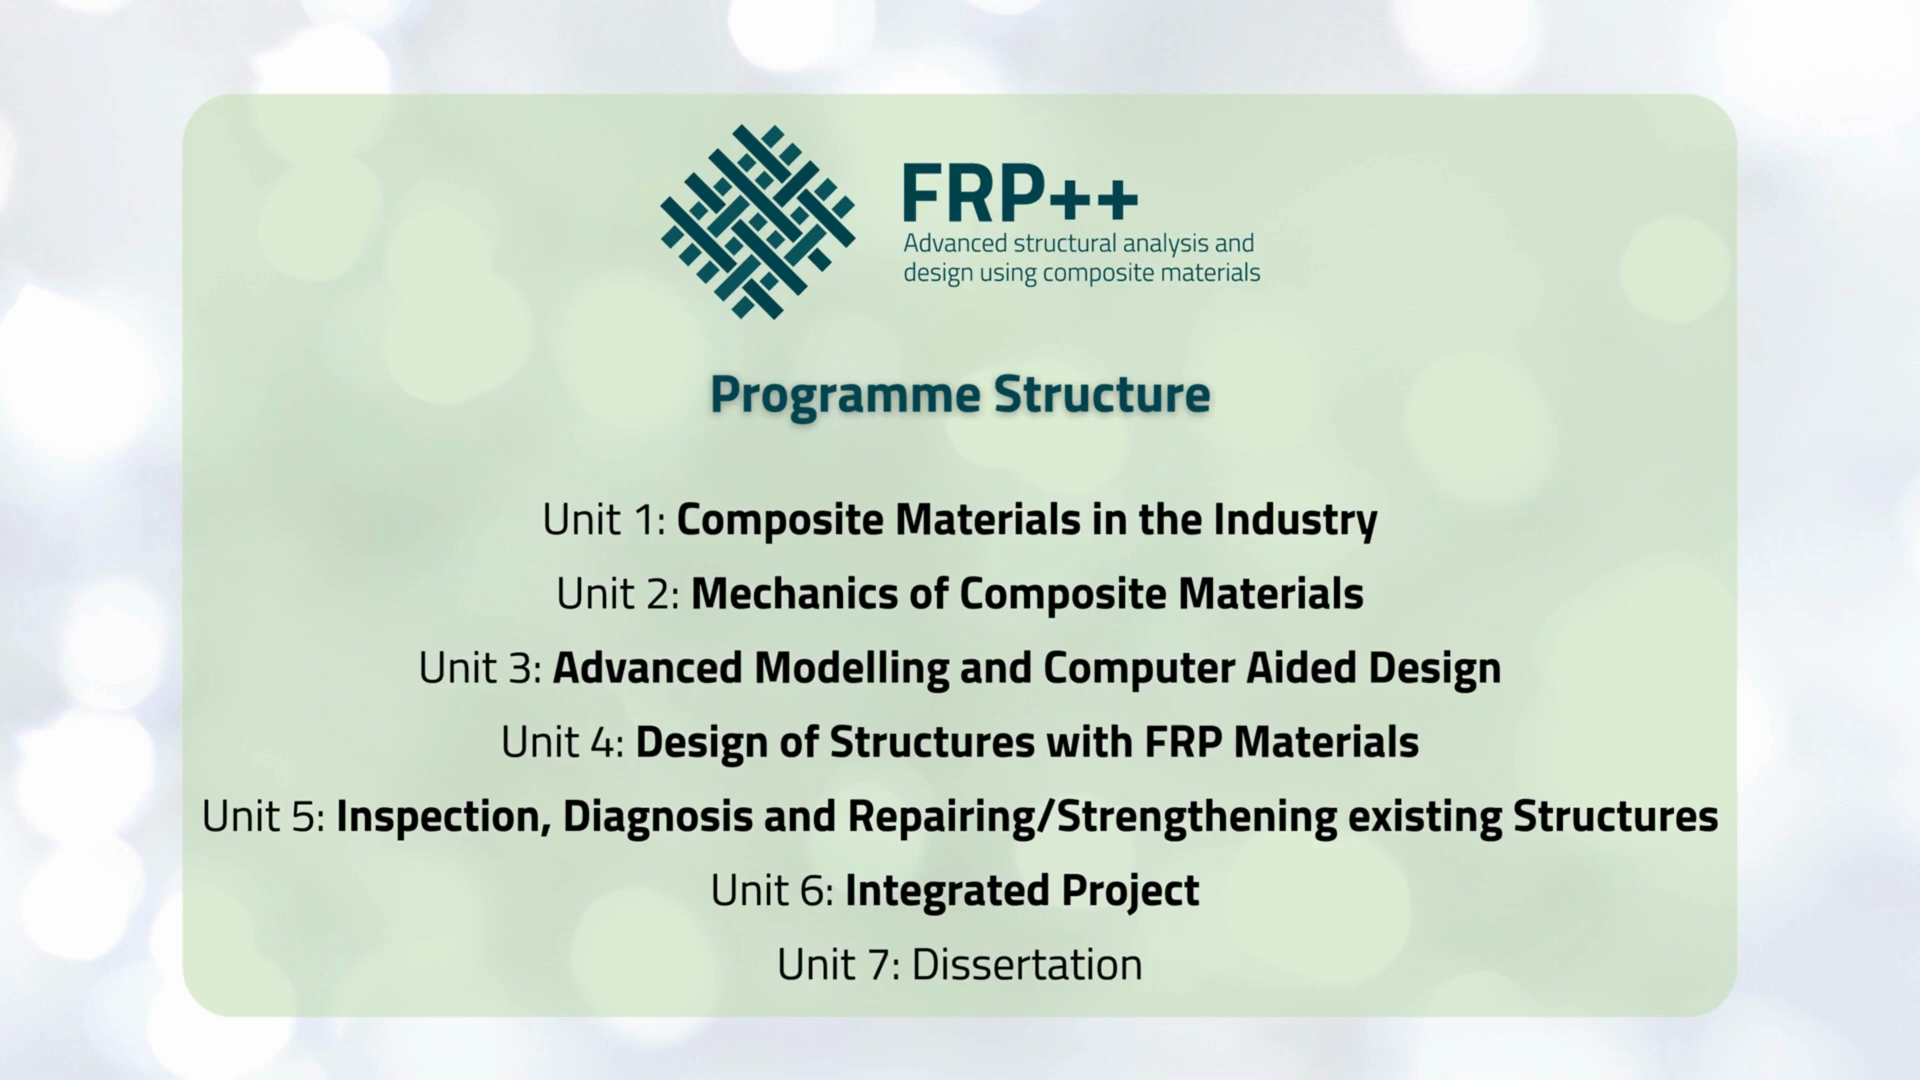 FRP++
Advanced structural analysis and
design using composite materials
Programme Structure
Unit 1: Composite Materials in the Industry
Unit 2: Mechanics of Composite Materials
Unit 3: Advanced Modelling and Computer Aided Design
Unit 4: Design of Structures with FRP Materials
Unit 5: Inspection, Diagnosis and Repairing/Strengthening existing Structures
Unit 6: Integrated Project
Unit 7: Dissertation